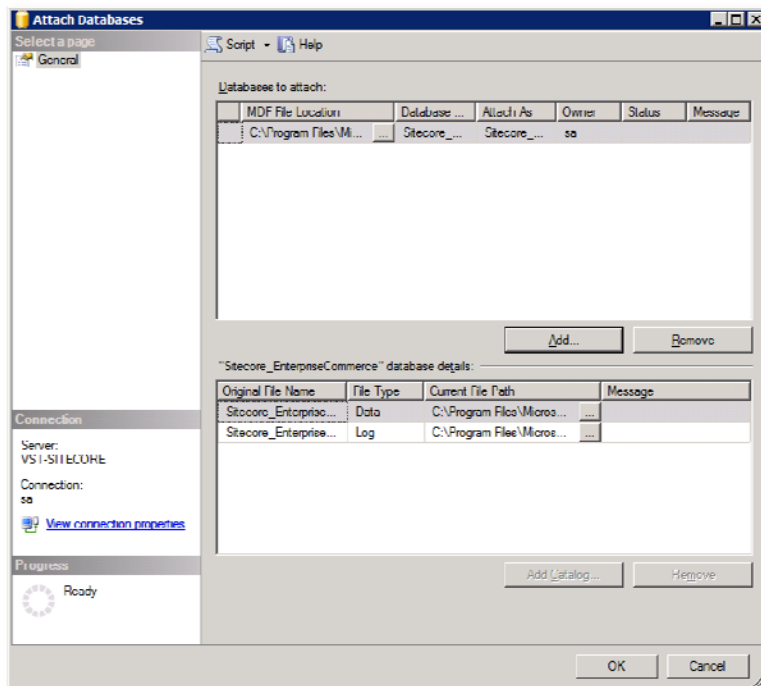 Attach Databases
Select a page
General
Script Help
Databases to attach:
MDF File Location Database ... Attach As Owner Status Message
C:\Program Files\Mi... ... Sitecore_... Sitecore_... sa
Add... Remove
"Sitecore_EnterpriseCommerce" database details:
Original File Name File Type Current File Path Message
Sitecore_Enterprise... Data C:\Program Files\Micros... ...
Sitecore_Enterprise... Log C:\Program Files\Micros... ...
Connection
Server:
VST-SITECORE
Connection:
sa
View connection properties
Progress
Ready
Add Catalog... Remove
OK Cancel